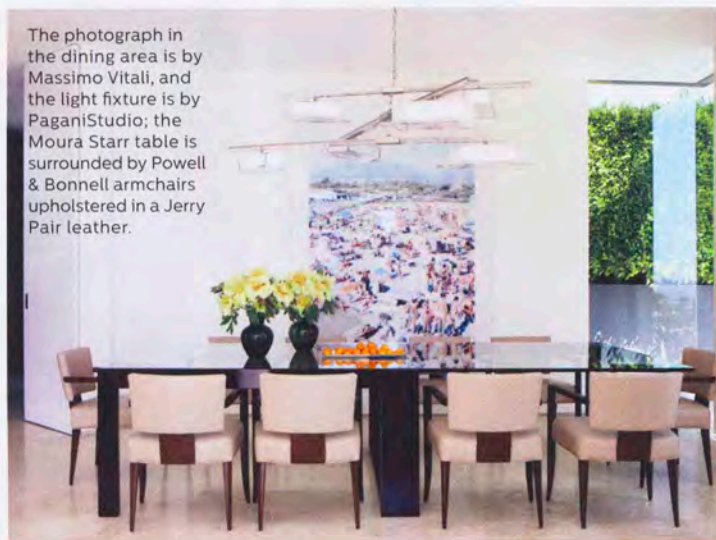 The photograph in
the dining area is by
Massimo Vitali, and
the light fixture is by
PaganiStudio; the
Moura Starr table is
surrounded by Powell
& Bonnell armchairs
upholstered in a Jerry
Pair leather.